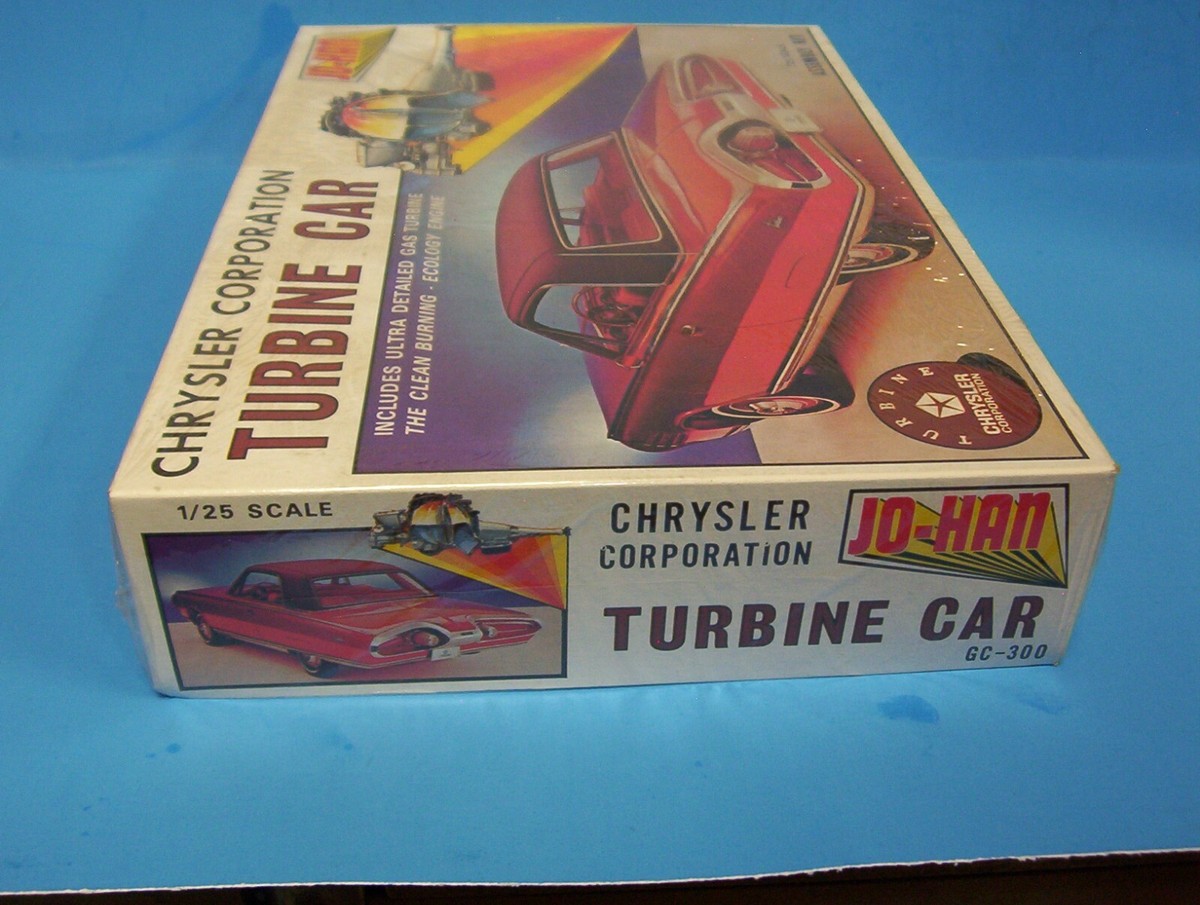 JO-HAN
CHRYSLER CORPORATION
TURBINE CAR
INCLUDES ULTRA DETAILED GAS TURBINE
THE CLEAN BURNING - ECOLOGY ENGINE
TURBINE
CHRYSLER
CORPORATION
1/25 SCALE
CHRYSLER
CORPORATION
JO-HAN
TURBINE CAR
GC-300